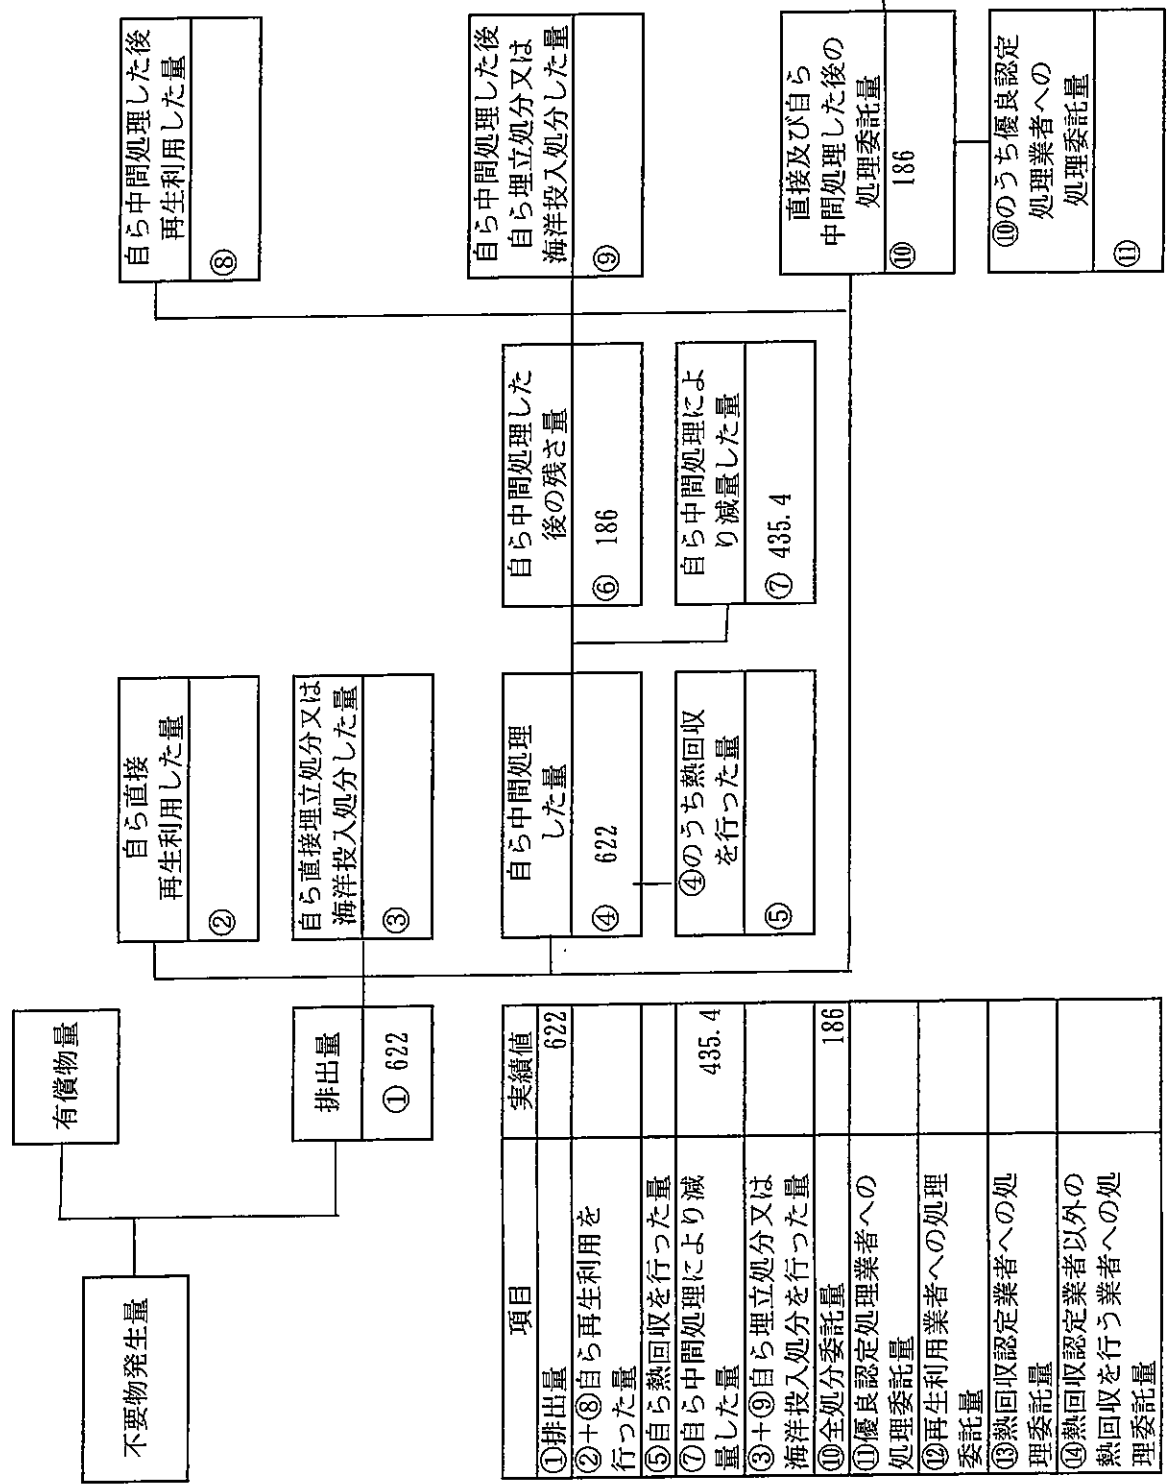 不要物発生量
有償物量
排出量
① 622
自ら直接
再生利用した量
②
自ら直接埋立処分又は
海洋投入処分した量
③
自ら中間処理
した量
④ 622
④のうち熱回収
を行った量
⑤
自ら中間処理した
後の残さ量
⑥ 186
自ら中間処理によ
り減量した量
⑦ 435.4
自ら中間処理した後
再生利用した量
⑧
自ら中間処理した後
自ら埋立処分又は
海洋投入処分した量
⑨
直接及び自ら
中間処理した後の
処理委託量
⑩ 186
⑩のうち優良認定
処理業者への
処理委託量
⑪
項目 実績値
①排出量 622
②+⑧自ら再生利用を
行った量
⑤自ら熱回収を行った量
⑦自ら中間処理により減
量した量 435.4
③+⑨自ら埋立処分又は
海洋投入処分を行った量
⑩全処分委託量 186
⑪優良認定処理業者への
処理委託量
⑫再生利用業者への処理
委託量
⑬熱回収認定業者への処
理委託量
⑭熱回収認定業者以外の
熱回収を行う業者への処
理委託量